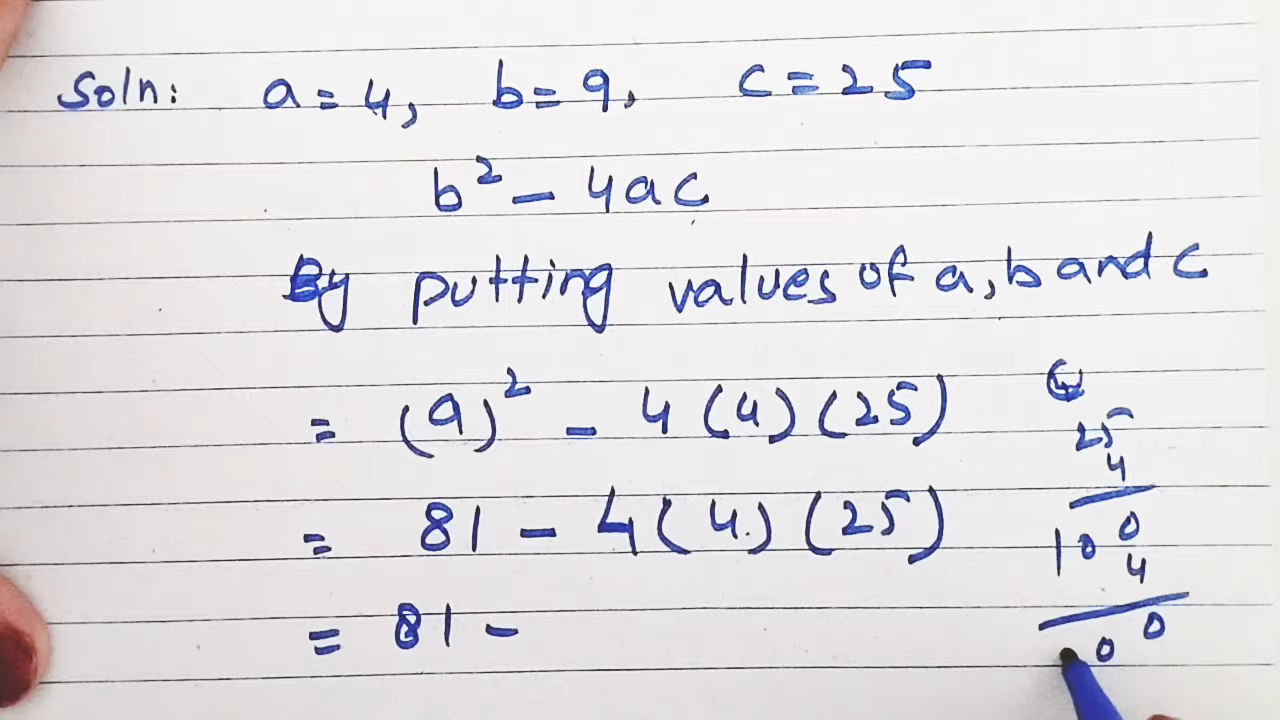 Soln: a = 4, b = 9, c = 25
b² - 4ac
By putting values of a, b and c
= (9)² - 4(4)(25)
25
4
= 81 - 4(4)(25)
100
4
= 81 -
00